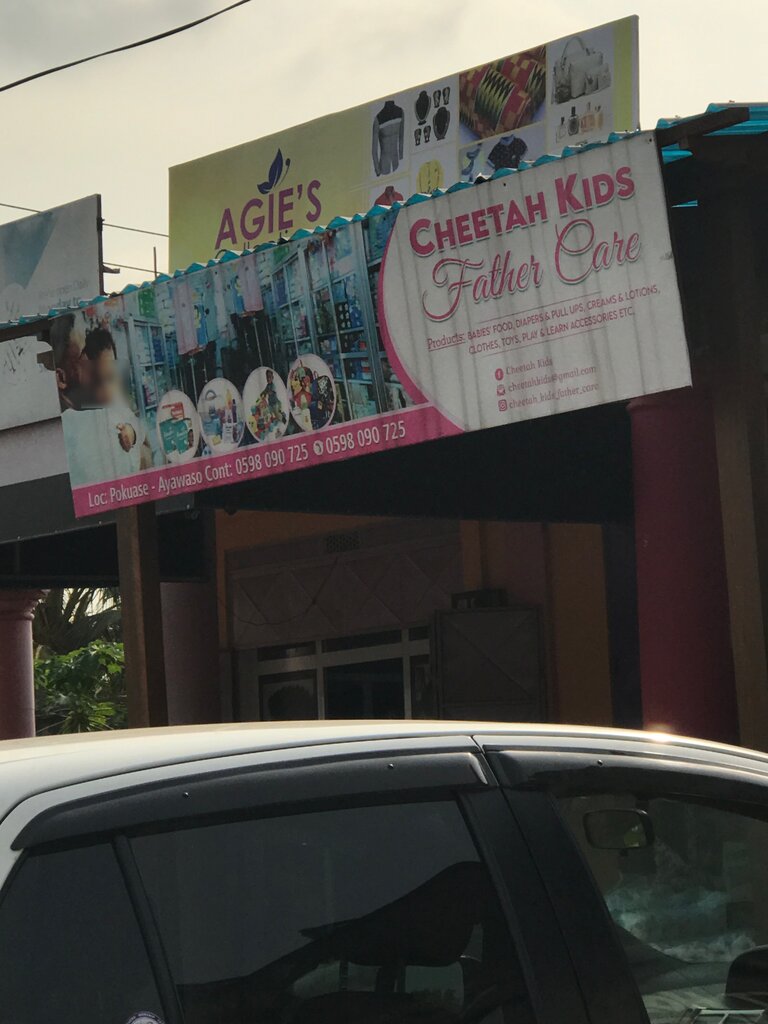 AGIE'S
CHEETAH KIDS
Father Care
Products: BABIES' FOOD, DIAPERS & PULL UPS, CREAMS & LOTIONS,
CLOTHES, TOYS, PLAY & LEARN ACCESSORIES ETC.
Cheetah Kids
cheetahkids@gmail.com
cheetah_kids_father_care
Loc: Pokuase - Ayawaso Cont: 0598 090 725 0598 090 725